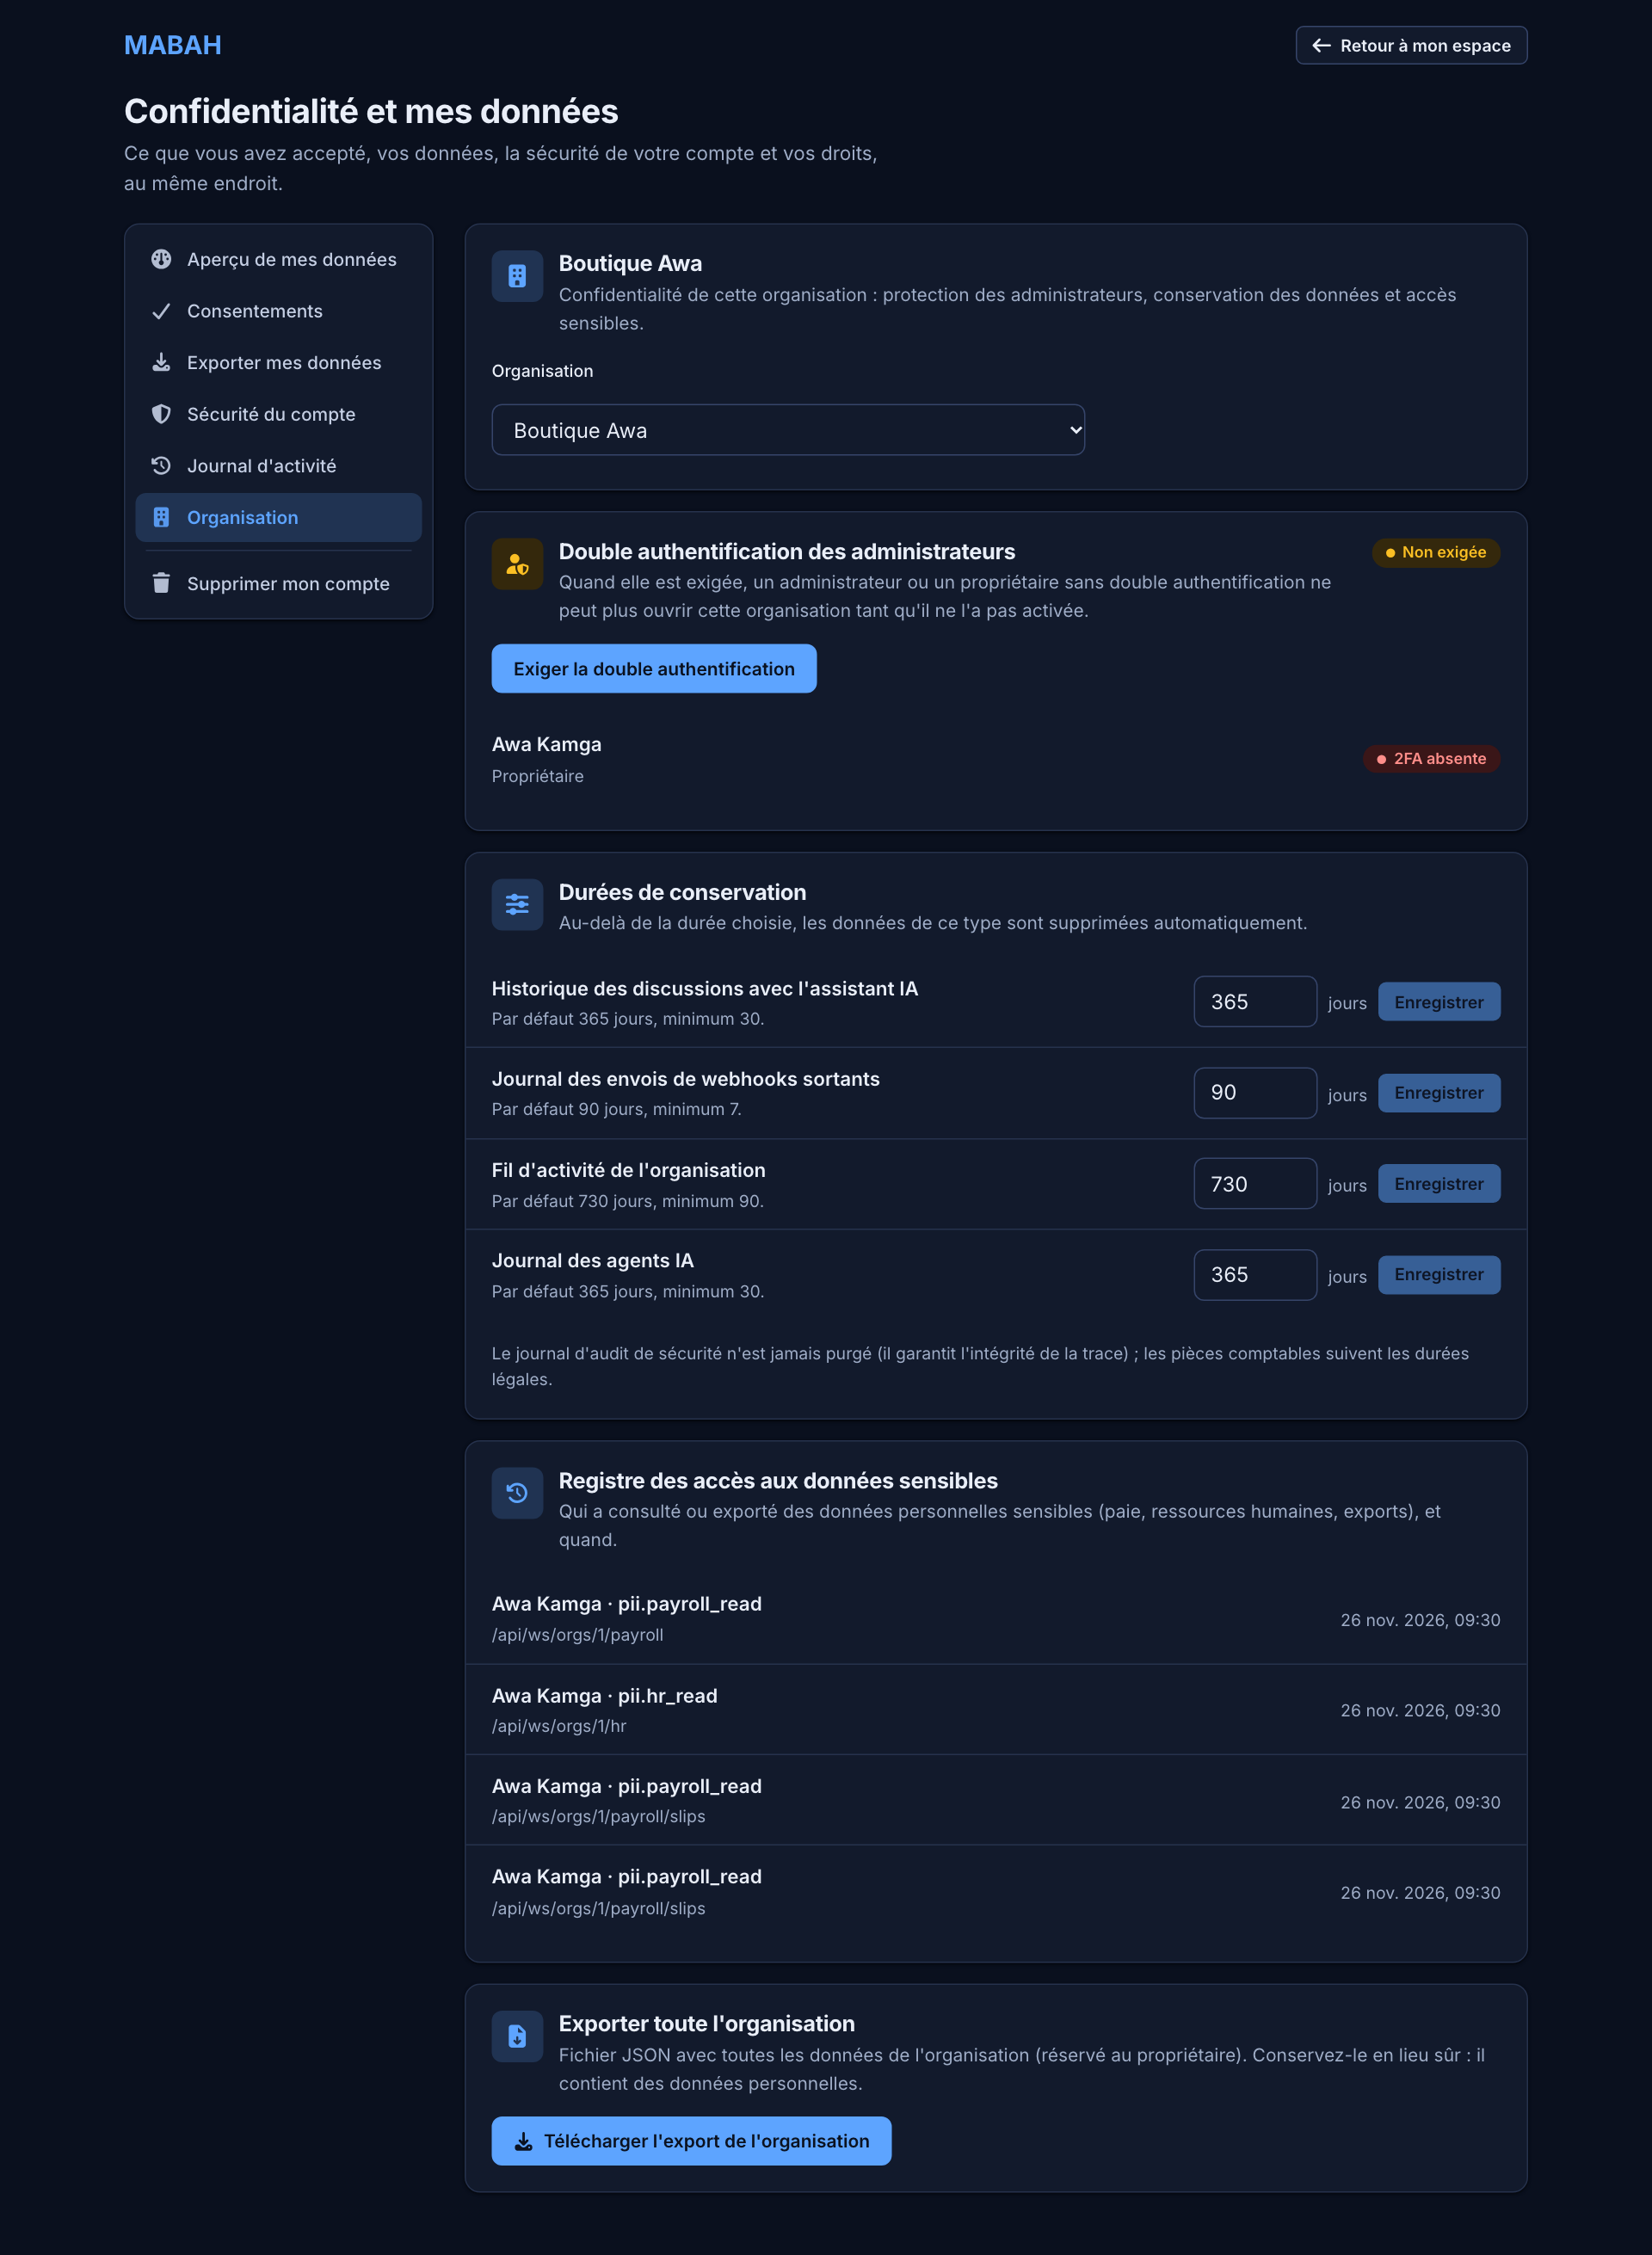 MABAH
Retour à mon espace
Confidentialité et mes données
Ce que vous avez accepté, vos données, la sécurité de votre compte et vos droits,
au même endroit.
Aperçu de mes données
Consentements
Exporter mes données
Sécurité du compte
Journal d'activité
Organisation
Supprimer mon compte
Boutique Awa
Confidentialité de cette organisation : protection des administrateurs, conservation des données et accès
sensibles.
Organisation
Boutique Awa
Double authentification des administrateurs
Non exigée
Quand elle est exigée, un administrateur ou un propriétaire sans double authentification ne
peut plus ouvrir cette organisation tant qu'il ne l'a pas activée.
Exiger la double authentification
Awa Kamga
Propriétaire
2FA absente
Durées de conservation
Au-delà de la durée choisie, les données de ce type sont supprimées automatiquement.
Historique des discussions avec l'assistant IA
Par défaut 365 jours, minimum 30.
365 jours Enregistrer
Journal des envois de webhooks sortants
Par défaut 90 jours, minimum 7.
90 jours Enregistrer
Fil d'activité de l'organisation
Par défaut 730 jours, minimum 90.
730 jours Enregistrer
Journal des agents IA
Par défaut 365 jours, minimum 30.
365 jours Enregistrer
Le journal d'audit de sécurité n'est jamais purgé (il garantit l'intégrité de la trace) ; les pièces comptables suivent les durées
légales.
Registre des accès aux données sensibles
Qui a consulté ou exporté des données personnelles sensibles (paie, ressources humaines, exports), et
quand.
Awa Kamga · pii.payroll_read
/api/ws/orgs/1/payroll
26 nov. 2026, 09:30
Awa Kamga · pii.hr_read
/api/ws/orgs/1/hr
26 nov. 2026, 09:30
Awa Kamga · pii.payroll_read
/api/ws/orgs/1/payroll/slips
26 nov. 2026, 09:30
Awa Kamga · pii.payroll_read
/api/ws/orgs/1/payroll/slips
26 nov. 2026, 09:30
Exporter toute l'organisation
Fichier JSON avec toutes les données de l'organisation (réservé au propriétaire). Conservez-le en lieu sûr : il
contient des données personnelles.
Télécharger l'export de l'organisation